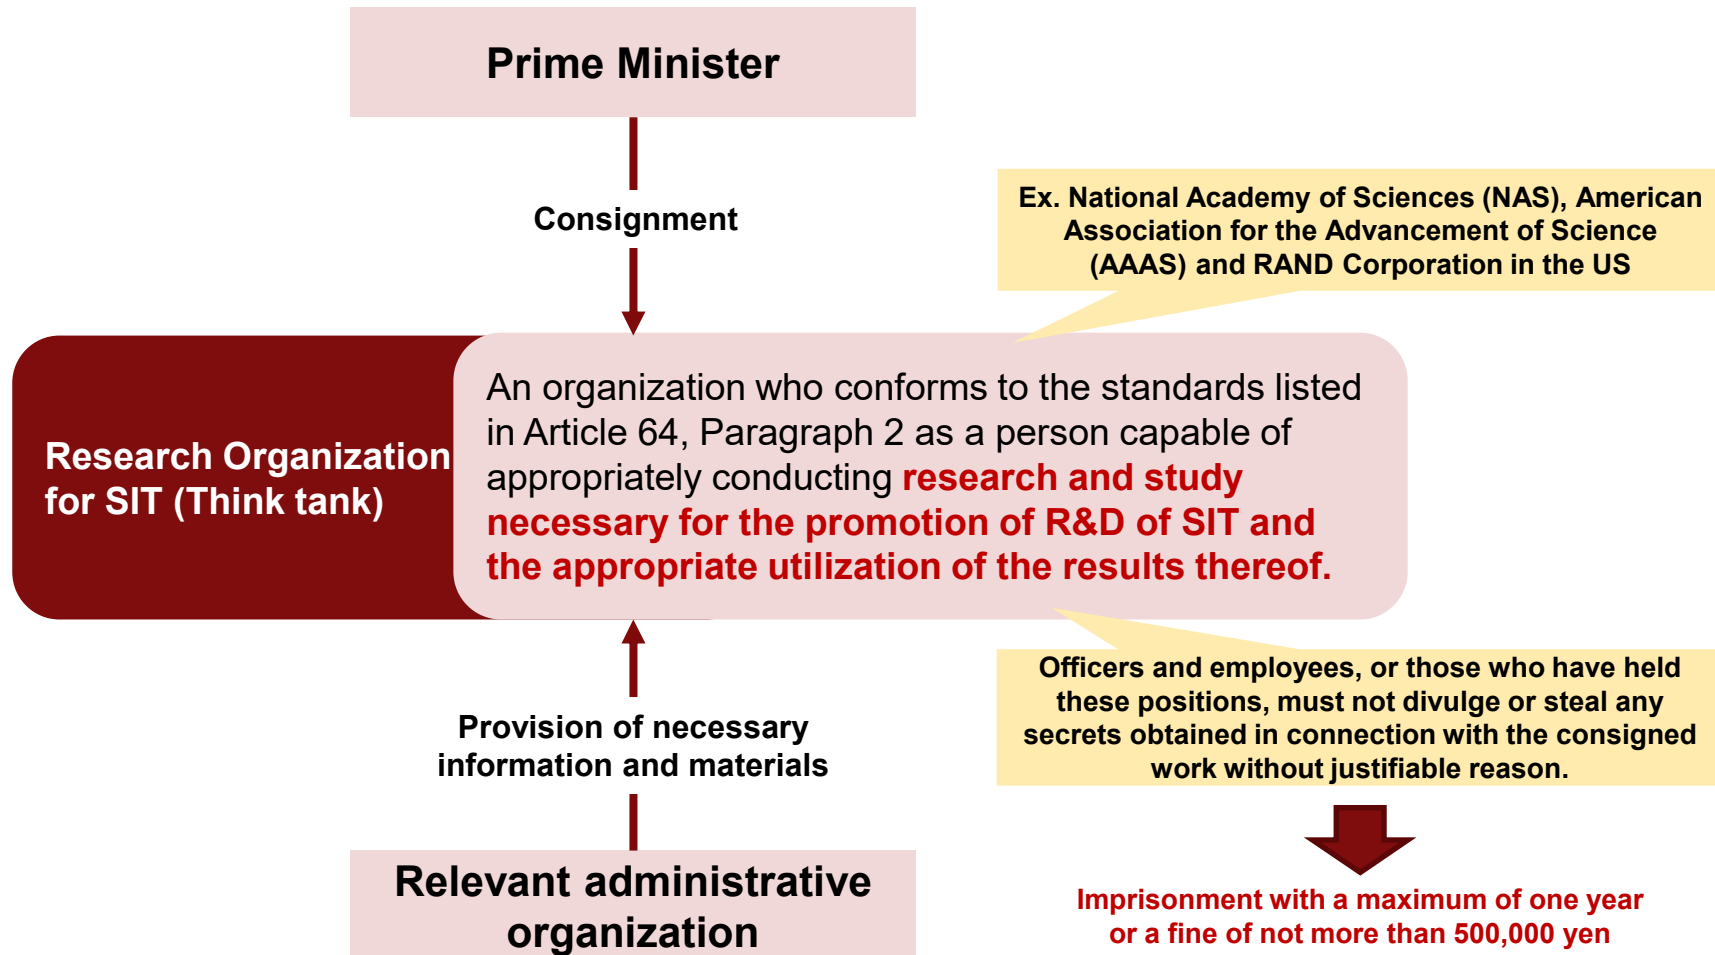 Prime Minister
Consignment
Ex. National Academy of Sciences (NAS), American
Association for the Advancement of Science
(AAAS) and RAND Corporation in the US
Research Organization
for SIT (Think tank)
An organization who conforms to the standards listed
in Article 64, Paragraph 2 as a person capable of
appropriately conducting research and study
necessary for the promotion of R&D of SIT and
the appropriate utilization of the results thereof.
Officers and employees, or those who have held
these positions, must not divulge or steal any
secrets obtained in connection with the consigned
work without justifiable reason.
Provision of necessary
information and materials
Relevant administrative
organization
Imprisonment with a maximum of one year
or a fine of not more than 500,000 yen